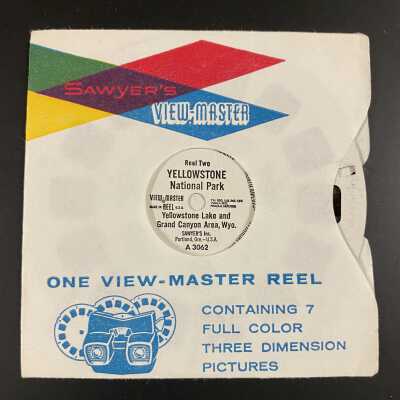 SAWYER'S
VIEW-MASTER
Reel Two
YELLOWSTONE
National Park
VIEW-MASTER
REEL
Yellowstone Lake and
Grand Canyon Area, Wyo.
SAWYER'S Inc.
Portland, Ore.-U.S.A.
A 3062
ONE VIEW-MASTER REEL
CONTAINING 7
FULL COLOR
THREE DIMENSION
PICTURES